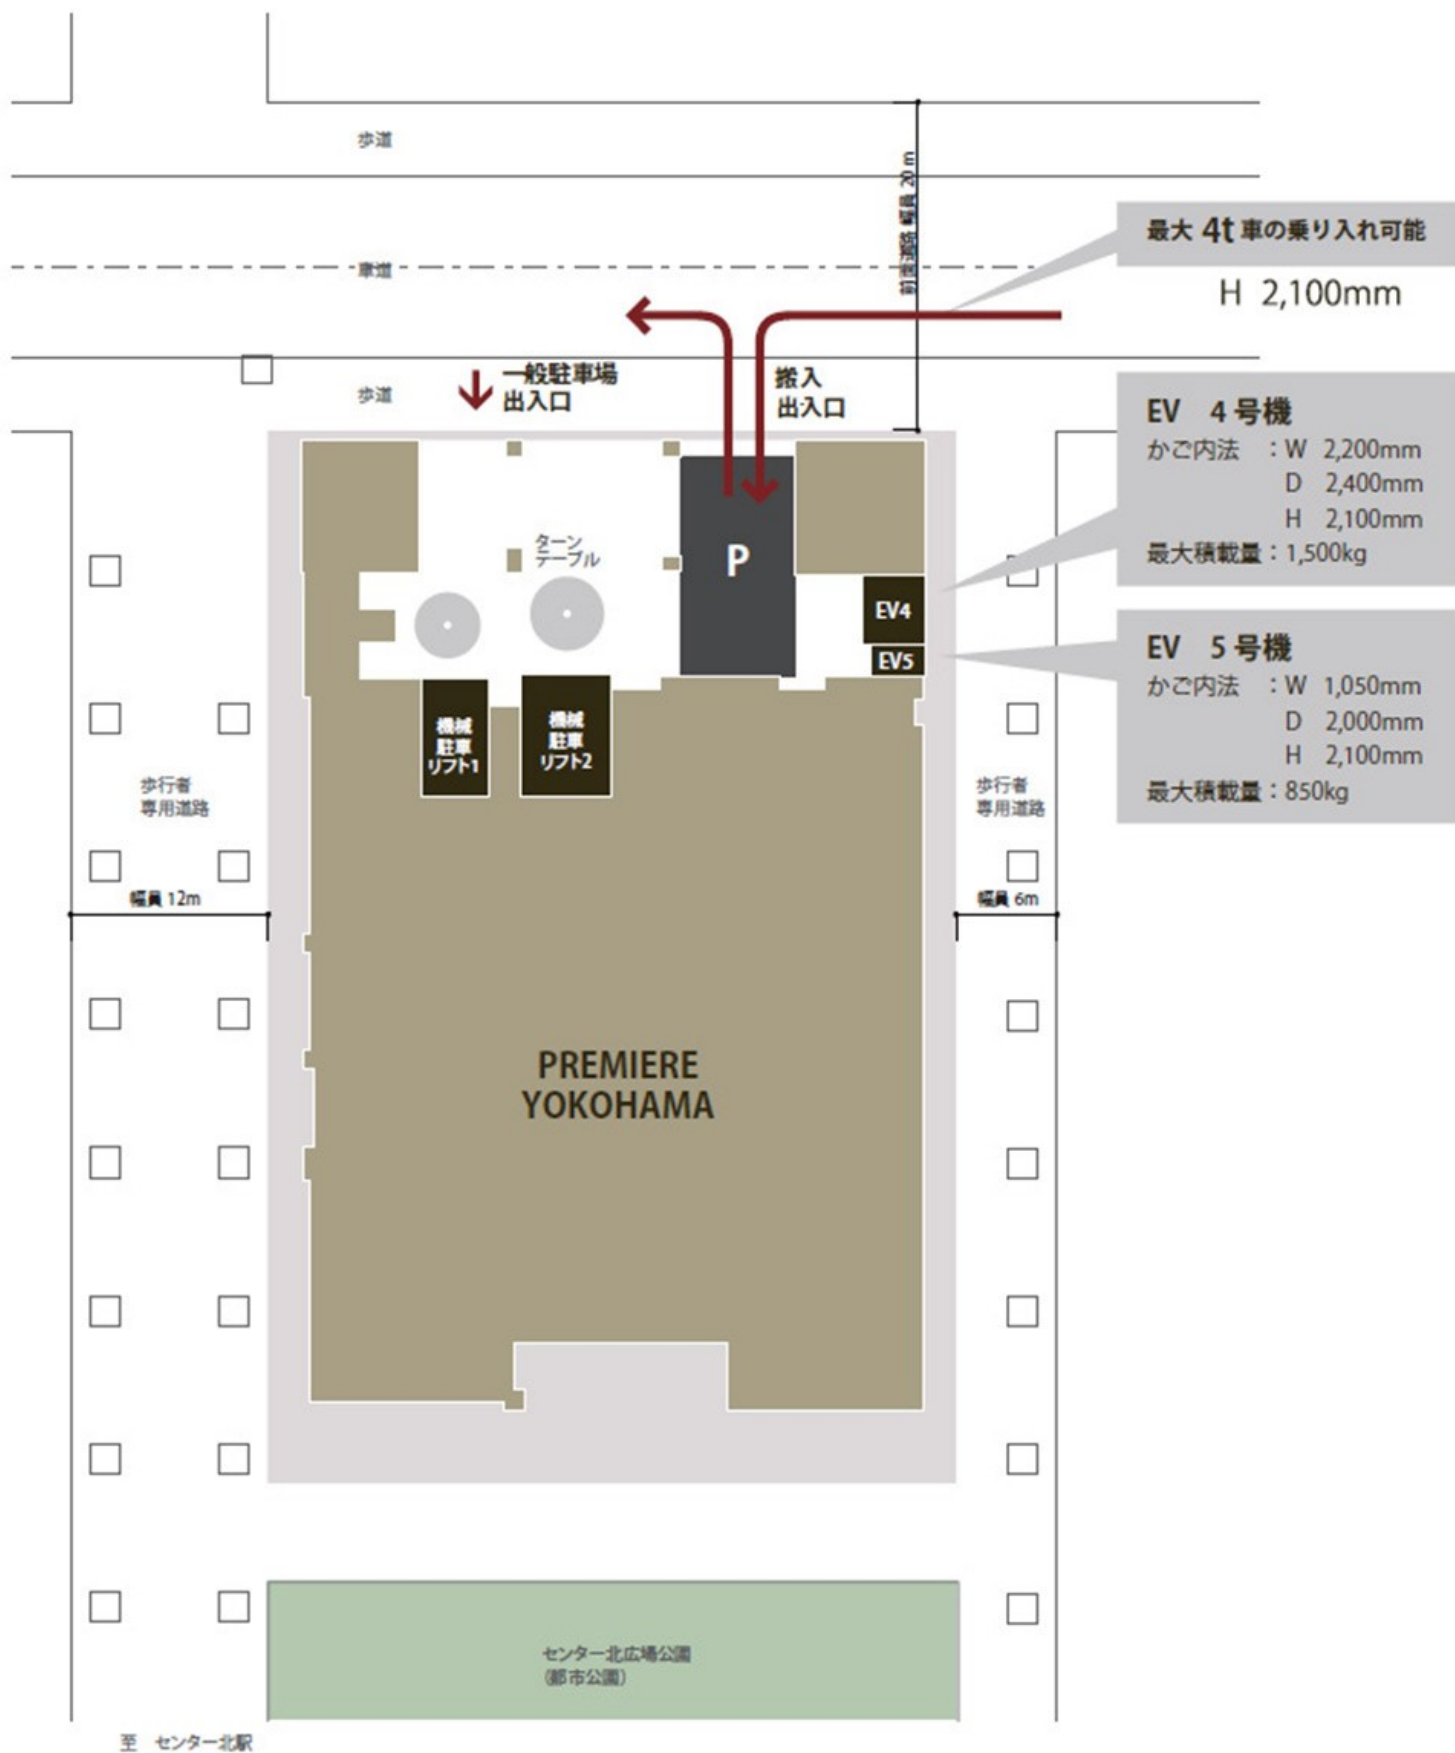 歩道
前面道路 幅員 20 m
最大 4t 車の乗り入れ可能
車道
H 2,100mm
一般駐車場
出入口
搬入
出入口
歩道
EV 4 号機
かご内法 ：W 2,200mm
D 2,400mm
H 2,100mm
最大積載量：1,500kg
ターン
テーブル
P
EV4
EV5
EV 5 号機
かご内法 ：W 1,050mm
D 2,000mm
H 2,100mm
最大積載量：850kg
機械
駐車
リフト1
機械
駐車
リフト2
歩行者
専用道路
歩行者
専用道路
幅員 12m
幅員 6m
PREMIERE
YOKOHAMA
センター北広場公園
(都市公園)
至 センター北駅